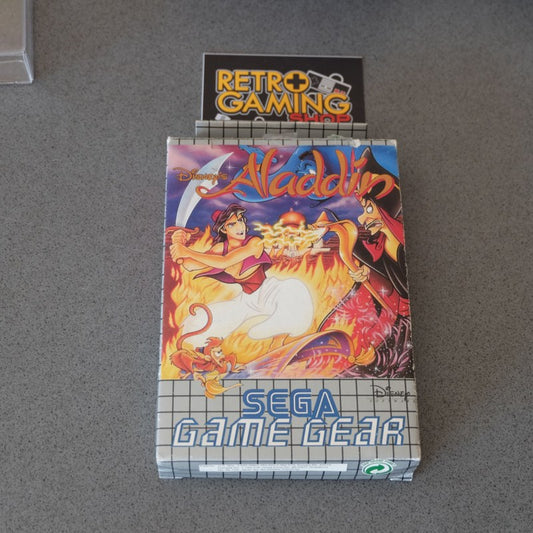 RETRO
GAMING
SHOP
DISNEY'S
Aladdin
DISNEY
SEGA
GAME GEAR